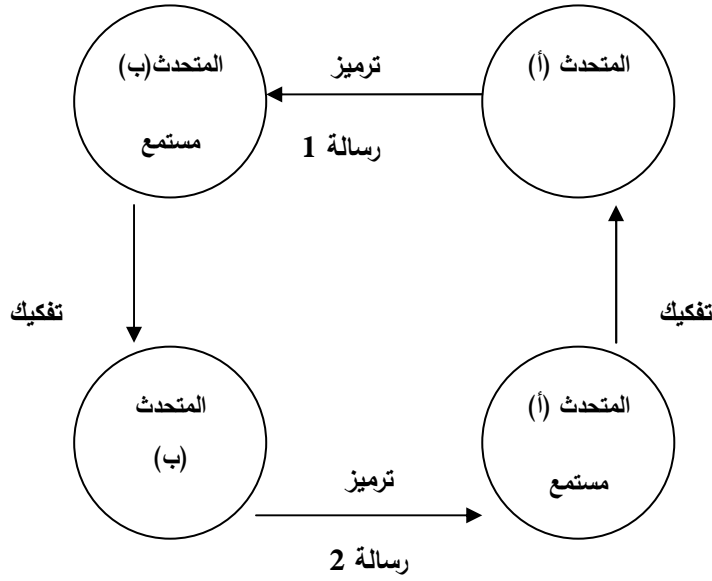 المتحدث (أ)
ترميز
رسالة 1
المتحدث(ب)
مستمع
تفكيك
تفكيك
المتحدث
(ب)
ترميز
رسالة 2
المتحدث (أ)
مستمع